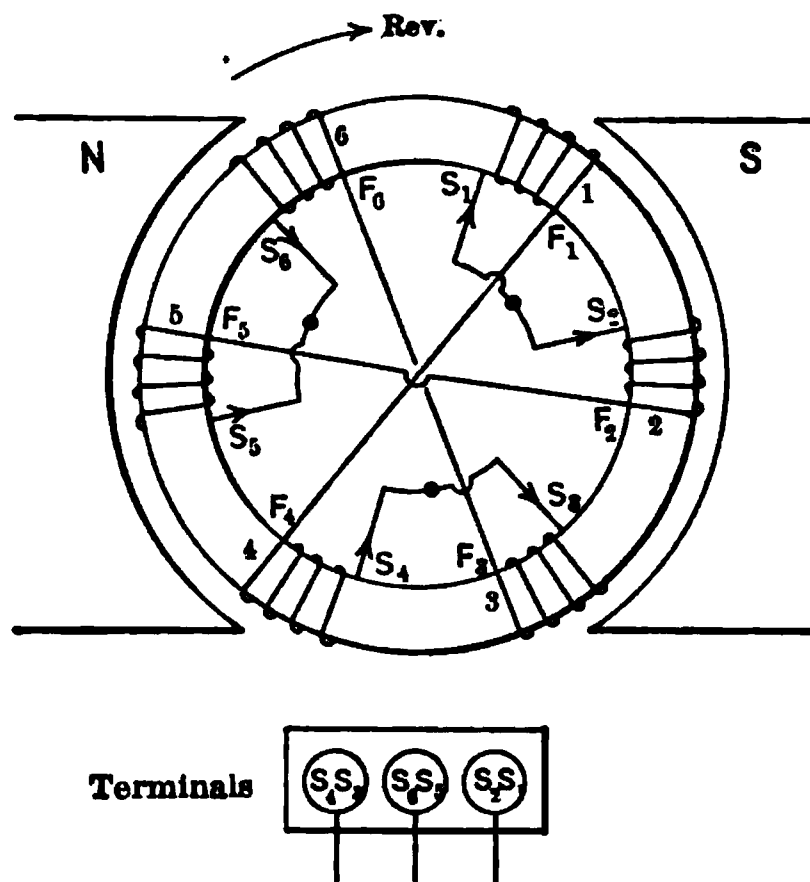 Rev.
N
S
6
1
F₆
S₁
F₁
S₆
S₂
5
F₅
F₂
2
S₅
F₄
S₃
4
S₄
F₃
3
Terminals
S₄S₃
S₆S₅
S₂S₁